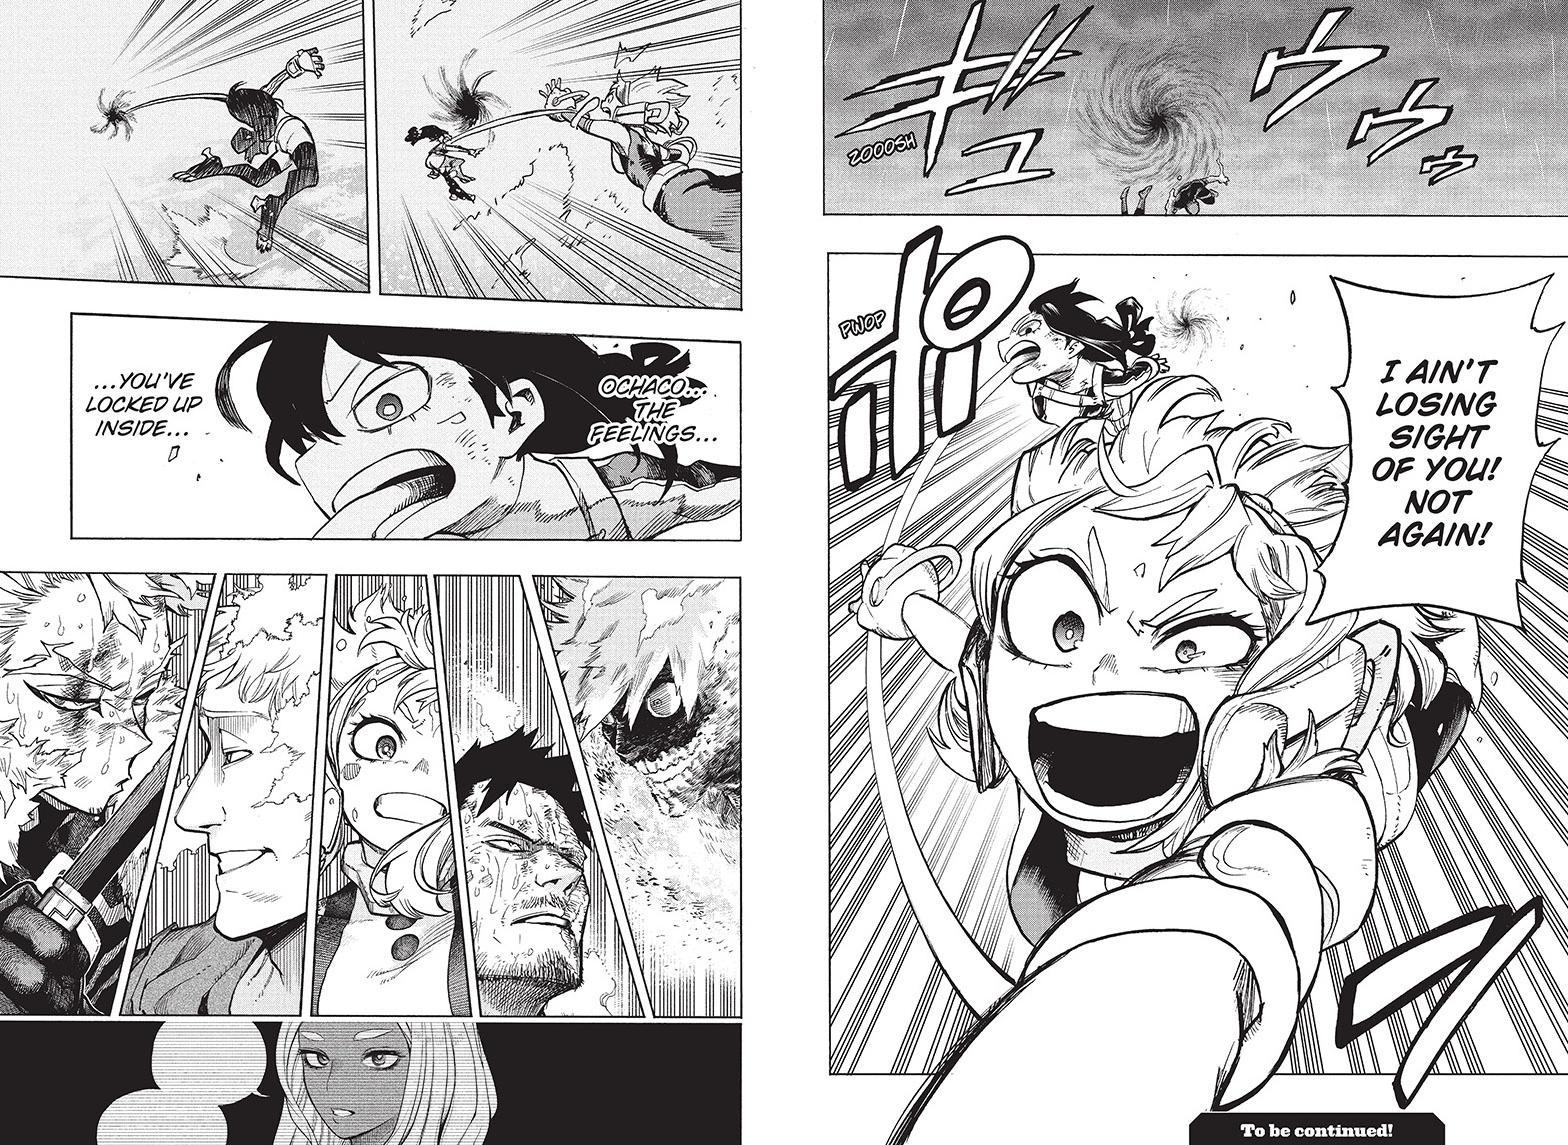 OCHACO...
THE
FEELINGS...
...YOU'VE
LOCKED UP
INSIDE...
ギュウゥゥ
ZOOOSH
ポ
PWOP
I AIN'T
LOSING
SIGHT
OF YOU!
NOT
AGAIN!
ン
To be continued!